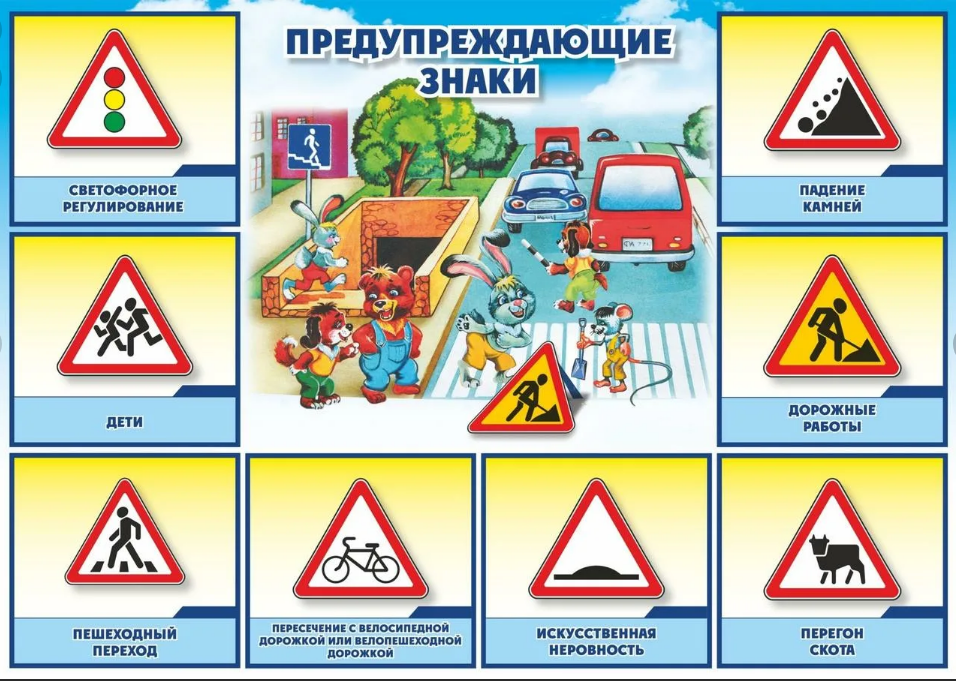 ПРЕДУПРЕЖДАЮЩИЕ
ЗНАКИ
СВЕТОФОРНОЕ
РЕГУЛИРОВАНИЕ
ПАДЕНИЕ
КАМНЕЙ
ДЕТИ
ДОРОЖНЫЕ
РАБОТЫ
ПЕШЕХОДНЫЙ
ПЕРЕХОД
ПЕРЕСЕЧЕНИЕ С ВЕЛОСИПЕДНОЙ
ДОРОЖКОЙ ИЛИ ВЕЛОПЕШЕХОДНОЙ
ДОРОЖКОЙ
ИСКУССТВЕННАЯ
НЕРОВНОСТЬ
ПЕРЕГОН
СКОТА